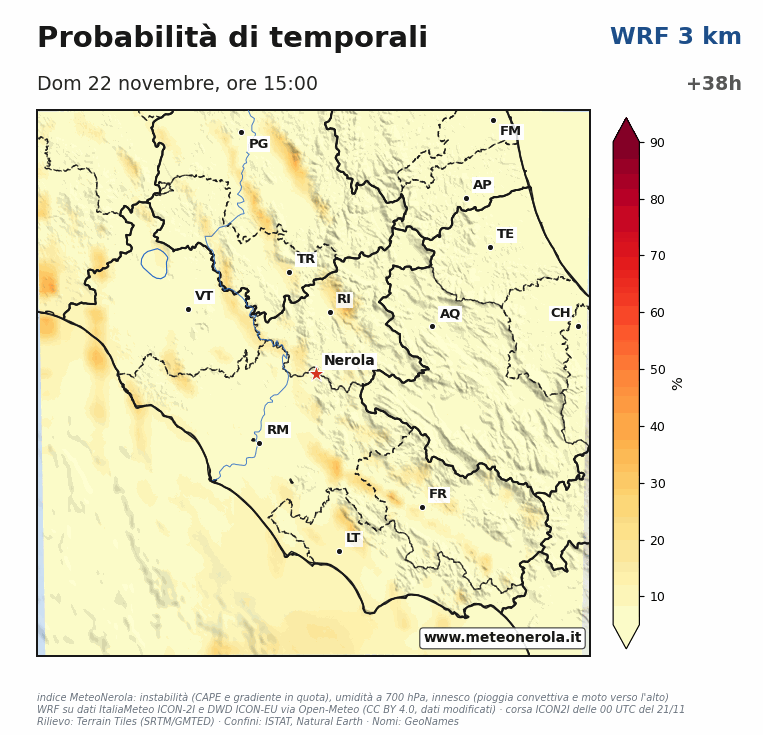 Probabilità di temporali
WRF 3 km
Dom 22 novembre, ore 15:00
+38h
FM
PG
AP
TE
TR
VT
RI
AQ
CH
Nerola
RM
FR
LT
www.meteonerola.it
90
80
70
60
50
40
30
20
10
%
indice MeteoNerola: instabilità (CAPE e gradiente in quota), umidità a 700 hPa, innesco (pioggia convettiva e moto verso l'alto)
WRF su dati ItaliaMeteo ICON-2I e DWD ICON-EU via Open-Meteo (CC BY 4.0, dati modificati) · corsa ICON2I delle 00 UTC del 21/11
Rilievo: Terrain Tiles (SRTM/GMTED) · Confini: ISTAT, Natural Earth · Nomi: GeoNames